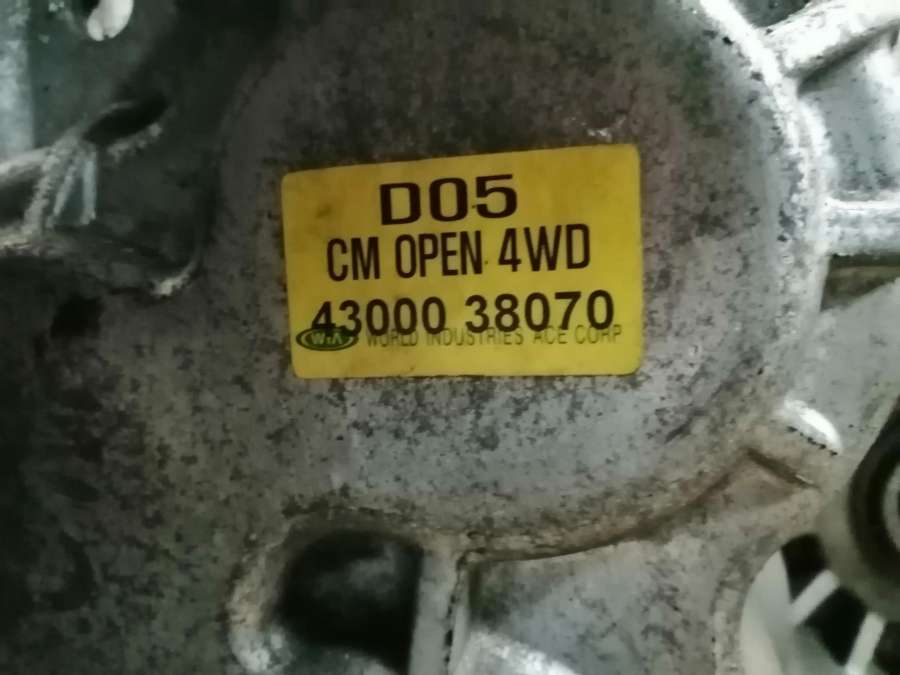 D05
CM OPEN 4WD
43000 38070
WIA WORLD INDUSTRIES ACE CORP